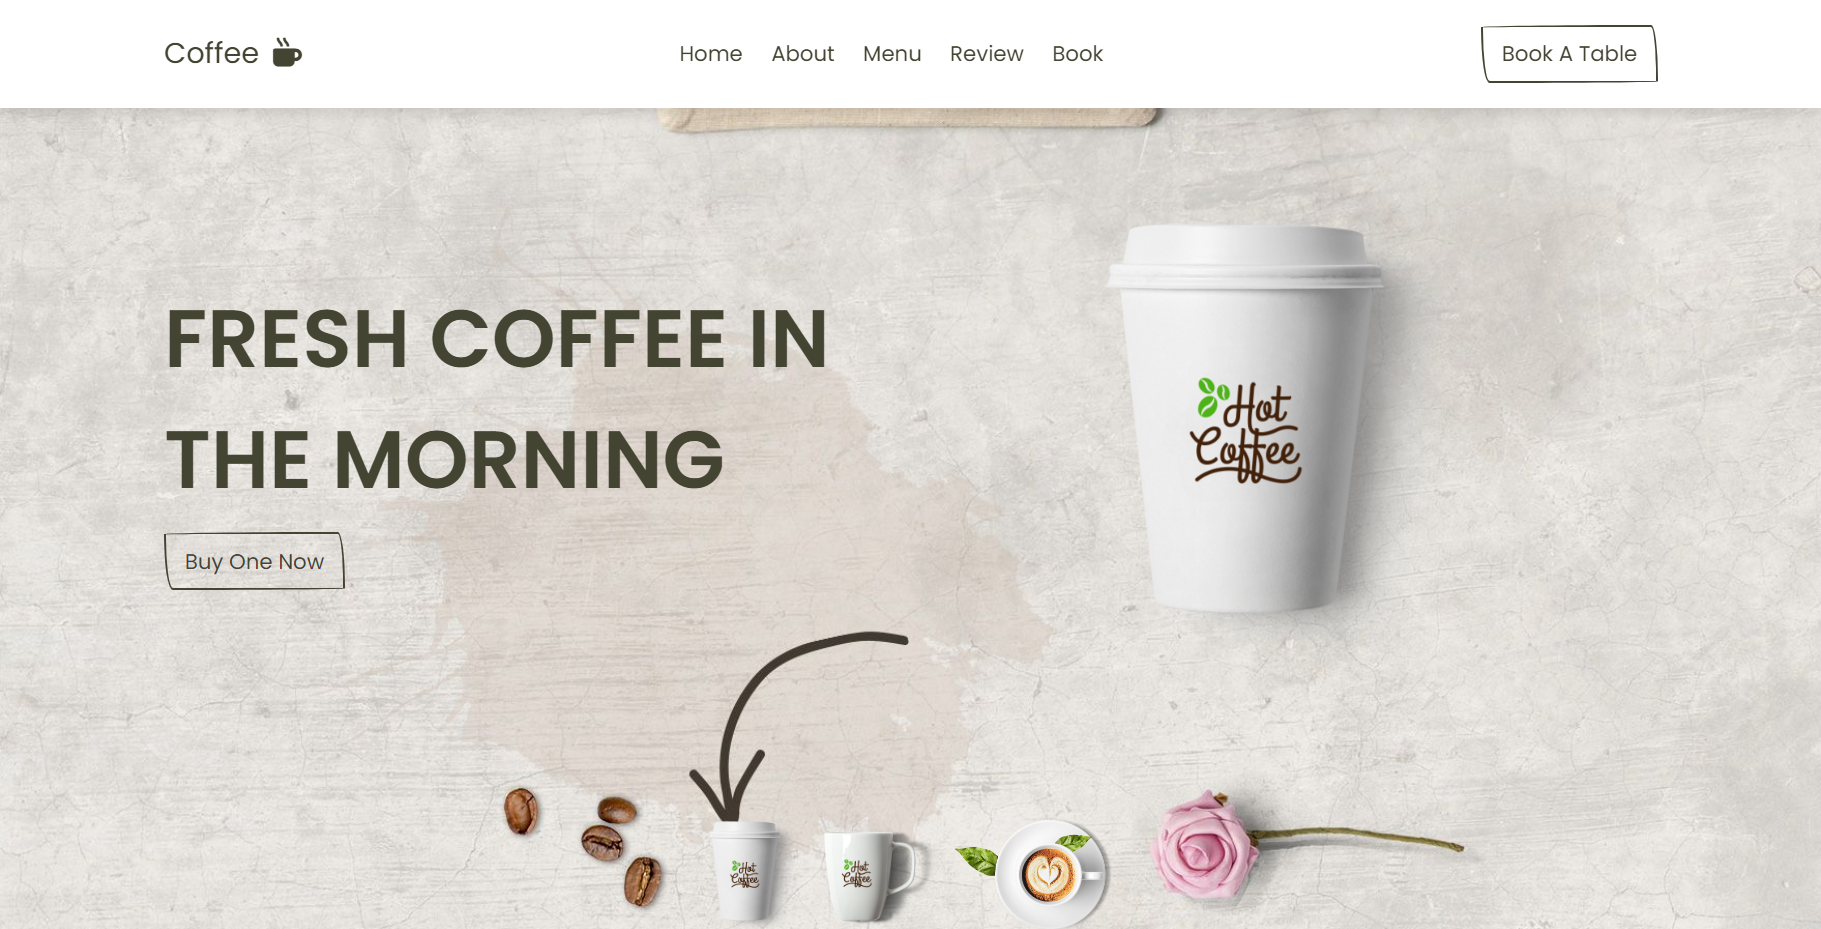 Coffee
Home About Menu Review Book
Book A Table
FRESH COFFEE IN
THE MORNING
Buy One Now
Hot
Coffee
Hot
Coffee
Hot
Coffee